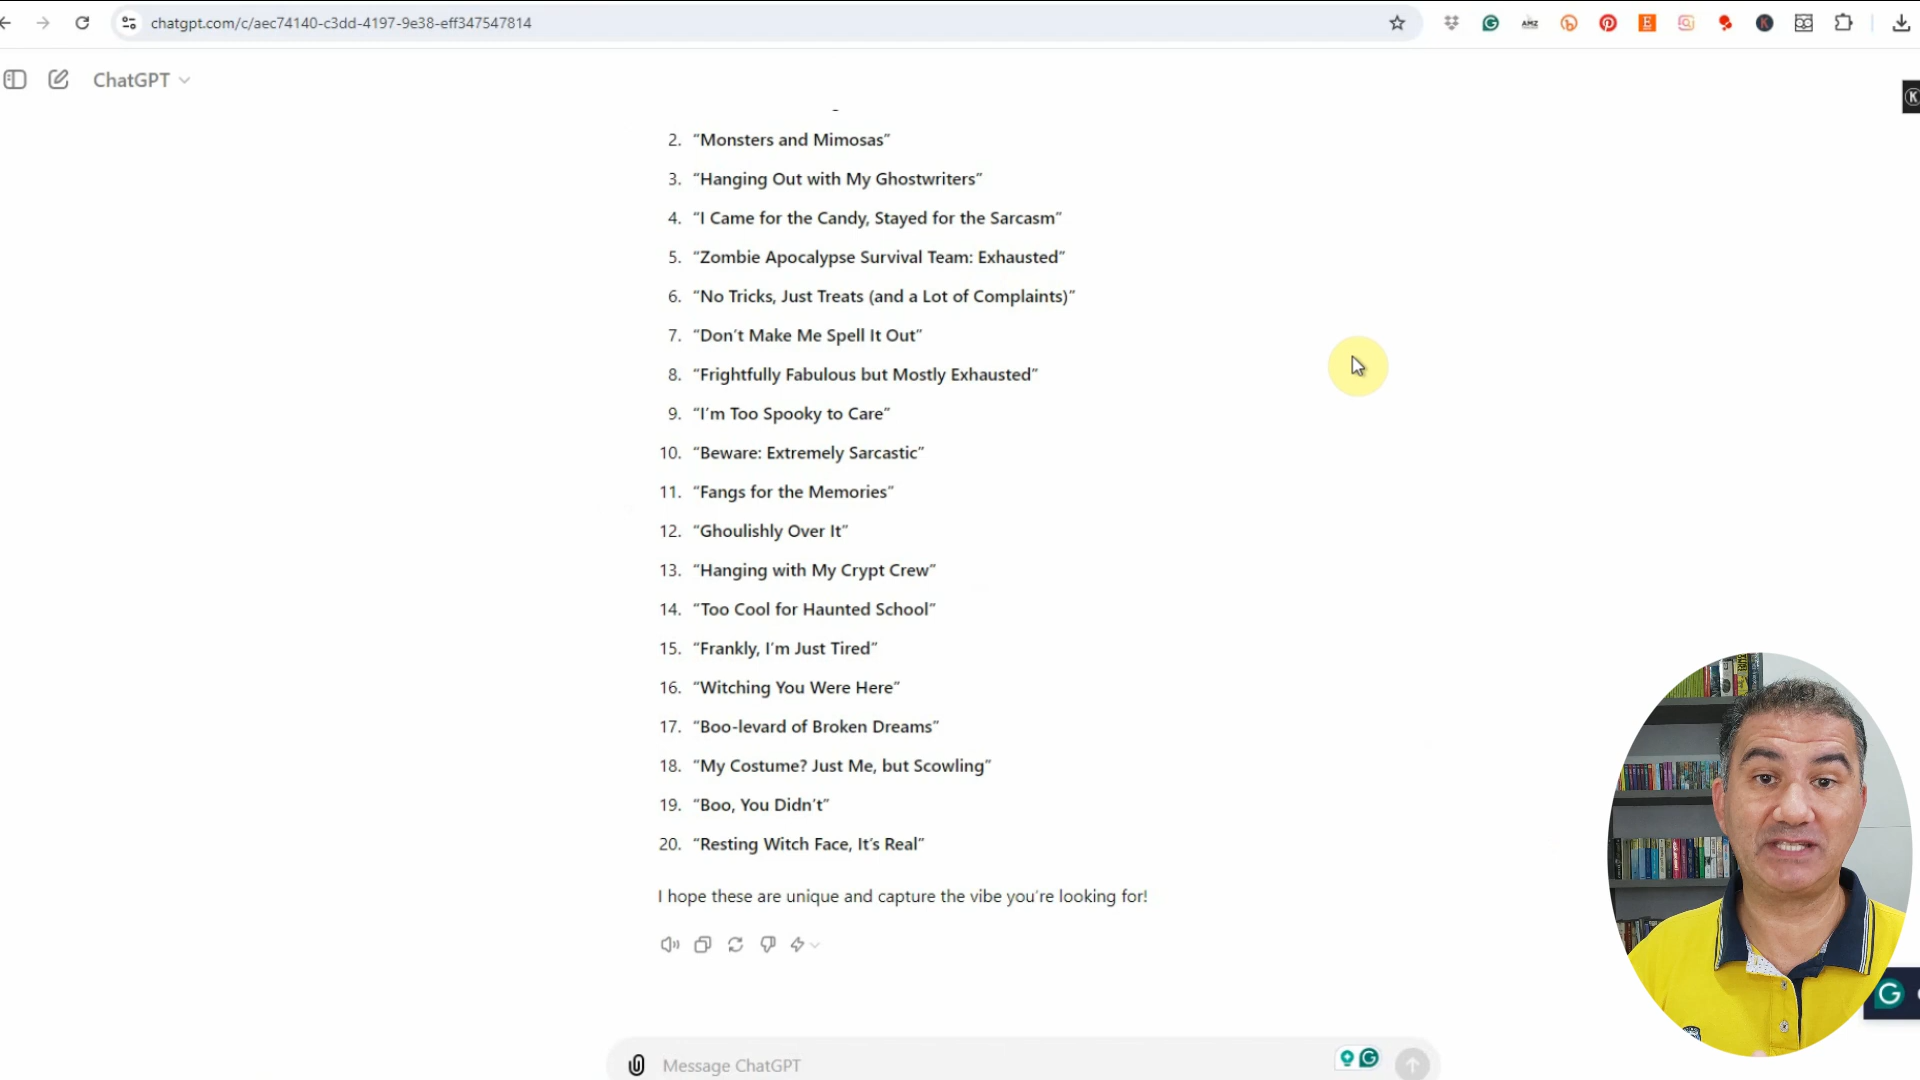 chatgpt.com/c/aec74140-c3dd-4197-9e38-eff347547814
AMZ
ChatGPT
2. “Monsters and Mimosas”
3. “Hanging Out with My Ghostwriters”
4. “I Came for the Candy, Stayed for the Sarcasm”
5. “Zombie Apocalypse Survival Team: Exhausted”
6. “No Tricks, Just Treats (and a Lot of Complaints)”
7. “Don’t Make Me Spell It Out”
8. “Frightfully Fabulous but Mostly Exhausted”
9. “I’m Too Spooky to Care”
10. “Beware: Extremely Sarcastic”
11. “Fangs for the Memories”
12. “Ghoulishly Over It”
13. “Hanging with My Crypt Crew”
14. “Too Cool for Haunted School”
15. “Frankly, I’m Just Tired”
16. “Witching You Were Here”
17. “Boo-levard of Broken Dreams”
18. “My Costume? Just Me, but Scowling”
19. “Boo, You Didn’t”
20. “Resting Witch Face, It’s Real”
I hope these are unique and capture the vibe you’re looking for!
Message ChatGPT